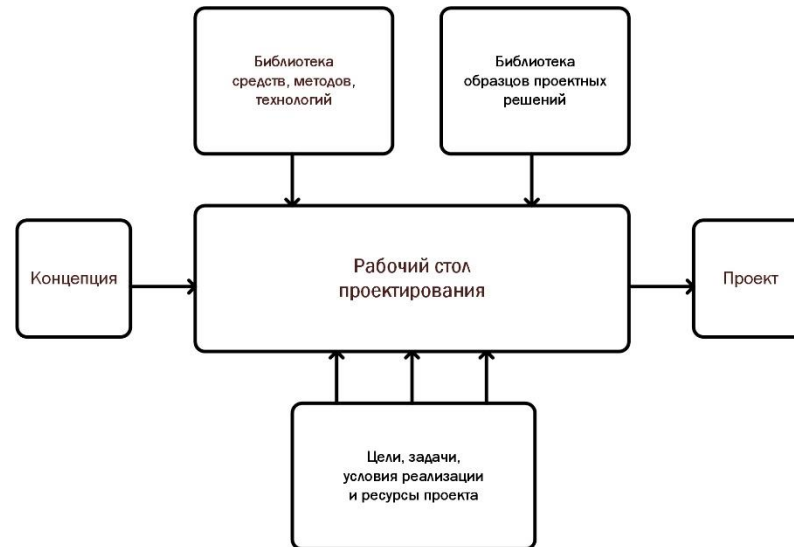 Библиотека
средств, методов,
технологий
Библиотека
образцов проектных
решений
Концепция
Рабочий стол
проектирования
Проект
Цели, задачи,
условия реализации
и ресурсы проекта